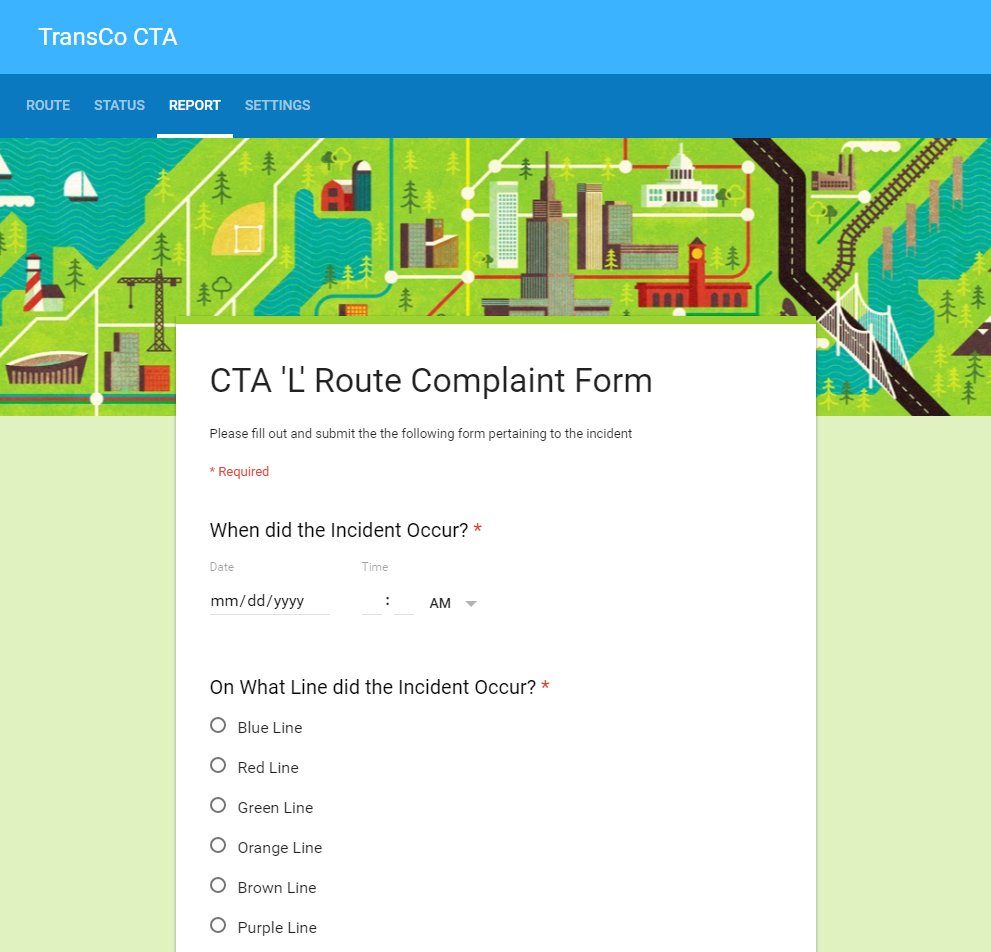 TransCo CTA
ROUTE STATUS REPORT SETTINGS
CTA 'L' Route Complaint Form
Please fill out and submit the the following form pertaining to the incident
* Required
When did the Incident Occur? *
Date Time
mm/dd/yyyy : AM
On What Line did the Incident Occur? *
Blue Line
Red Line
Green Line
Orange Line
Brown Line
Purple Line